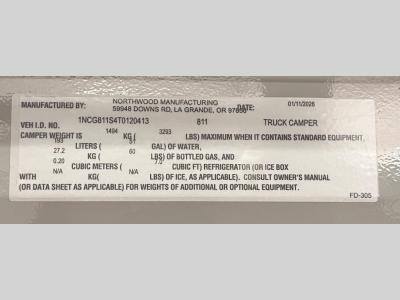 MANUFACTURED BY: NORTHWOOD MANUFACTURING
59948 DOWNS RD, LA GRANDE, OR 97850 DATE: 01/11/2026
VEH I.D. NO. 1NCG811S4T0120413 811 TRUCK CAMPER
CAMPER WEIGHT IS 1494 KG ( 3293 LBS) MAXIMUM WHEN IT CONTAINS STANDARD EQUIPMENT,
193 LITERS ( 51 GAL) OF WATER,
27.2 KG ( 60 LBS) OF BOTTLED GAS, AND
0.20 CUBIC METERS ( 7.0 CUBIC FT) REFRIGERATOR (OR ICE BOX
WITH N/A KG ( N/A LBS) OF ICE, AS APPLICABLE). CONSULT OWNER'S MANUAL
(OR DATA SHEET AS APPLICABLE) FOR WEIGHTS OF ADDITIONAL OR OPTIONAL EQUIPMENT.
FD-305